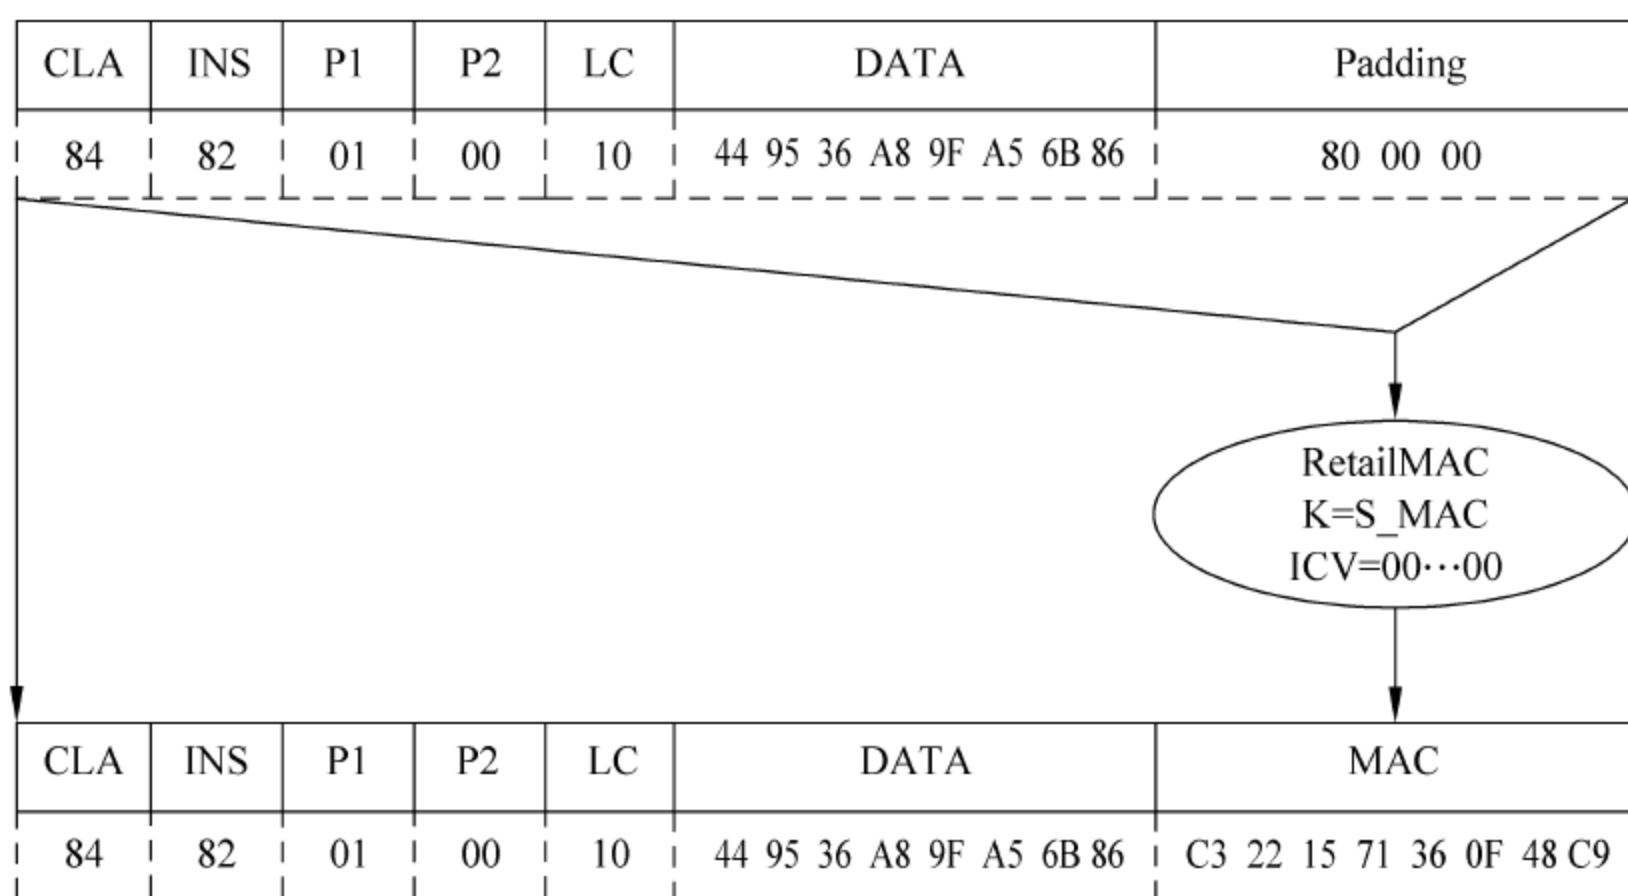 CLA INS P1 P2 LC DATA Padding
84 82 01 00 10 44 95 36 A8 9F A5 6B 86 80 00 00
RetailMAC
K=S_MAC
ICV=00···00
CLA INS P1 P2 LC DATA MAC
84 82 01 00 10 44 95 36 A8 9F A5 6B 86 C3 22 15 71 36 0F 48 C9